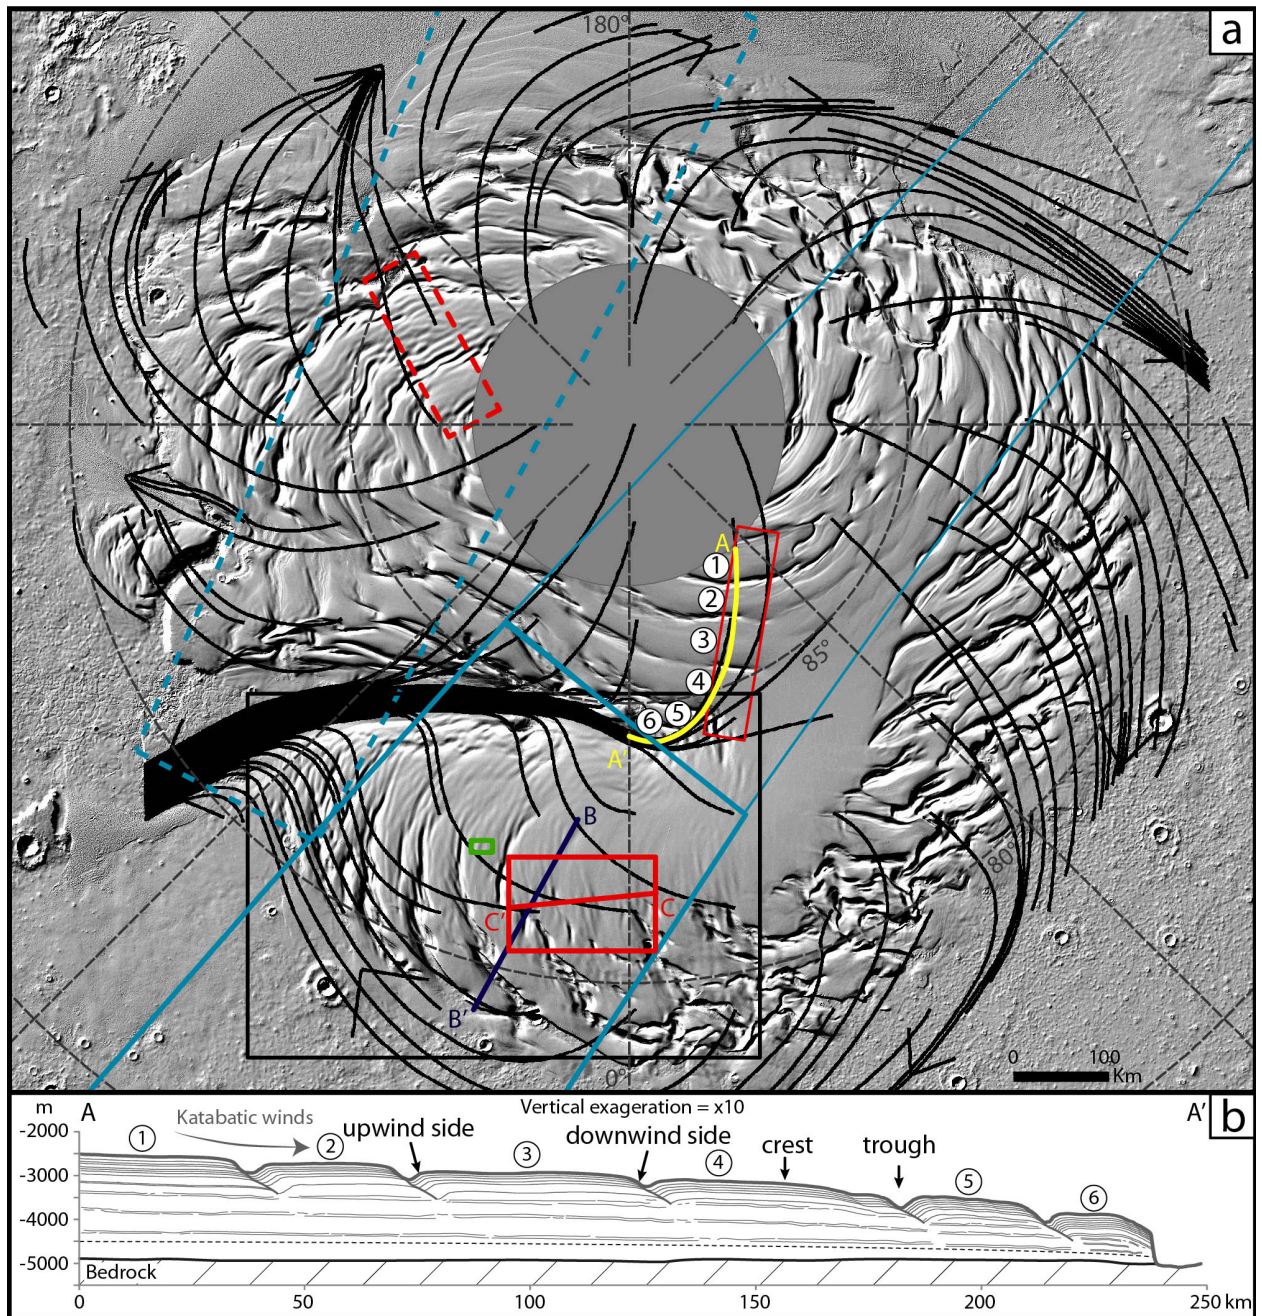 180°
a
A
1
2
3
85°
4
5
6
A'
B
80°
C
C'
B'
0 100
Km
0°
m
A
Vertical exageration = x10
A'
b
Katabatic winds
upwind side
downwind side
crest
trough
1
2
3
4
5
6
-2000
-3000
-4000
-5000
Bedrock
0 50 100 150 200 250 km